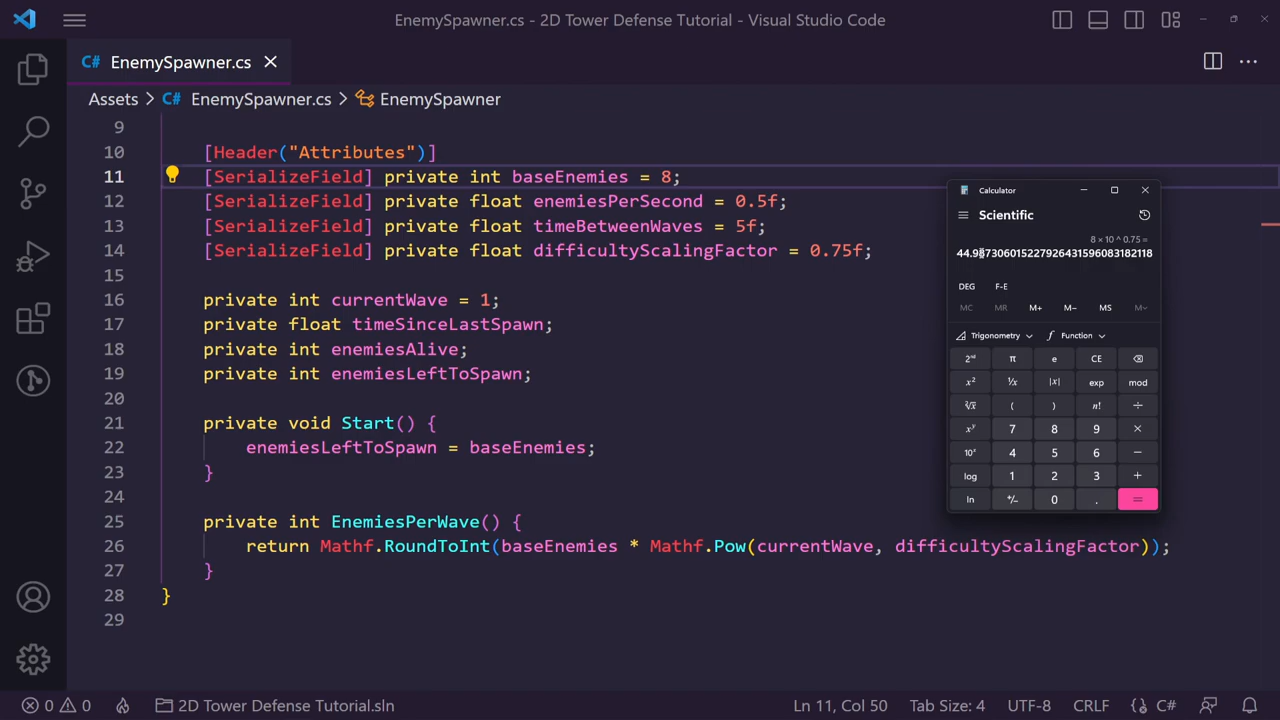 EnemySpawner.cs - 2D Tower Defense Tutorial - Visual Studio Code
C# EnemySpawner.cs
Assets > C# EnemySpawner.cs > EnemySpawner
9
10 [Header("Attributes")]
11 [SerializeField] private int baseEnemies = 8;
12 [SerializeField] private float enemiesPerSecond = 0.5f;
13 [SerializeField] private float timeBetweenWaves = 5f;
14 [SerializeField] private float difficultyScalingFactor = 0.75f;
15
16 private int currentWave = 1;
17 private float timeSinceLastSpawn;
18 private int enemiesAlive;
19 private int enemiesLeftToSpawn;
20
21 private void Start() {
22 enemiesLeftToSpawn = baseEnemies;
23 }
24
25 private int EnemiesPerWave() {
26 return Mathf.RoundToInt(baseEnemies * Mathf.Pow(currentWave, difficultyScalingFactor));
27 }
28 }
29
Calculator
Scientific
8 × 10 ^ 0.75 =
DEG F-E
MC MR M+ M− MS M˅
Trigonometry Function
2ⁿᵈ π e CE
x² ¹/x |x| exp mod
²√x ( ) n! ÷
xʸ 7 8 9 ×
10ˣ 4 5 6 −
log 1 2 3 +
ln +/− 0 . =
0 0 2D Tower Defense Tutorial.sln
Ln 11, Col 50 Tab Size: 4 UTF-8 CRLF {} C#